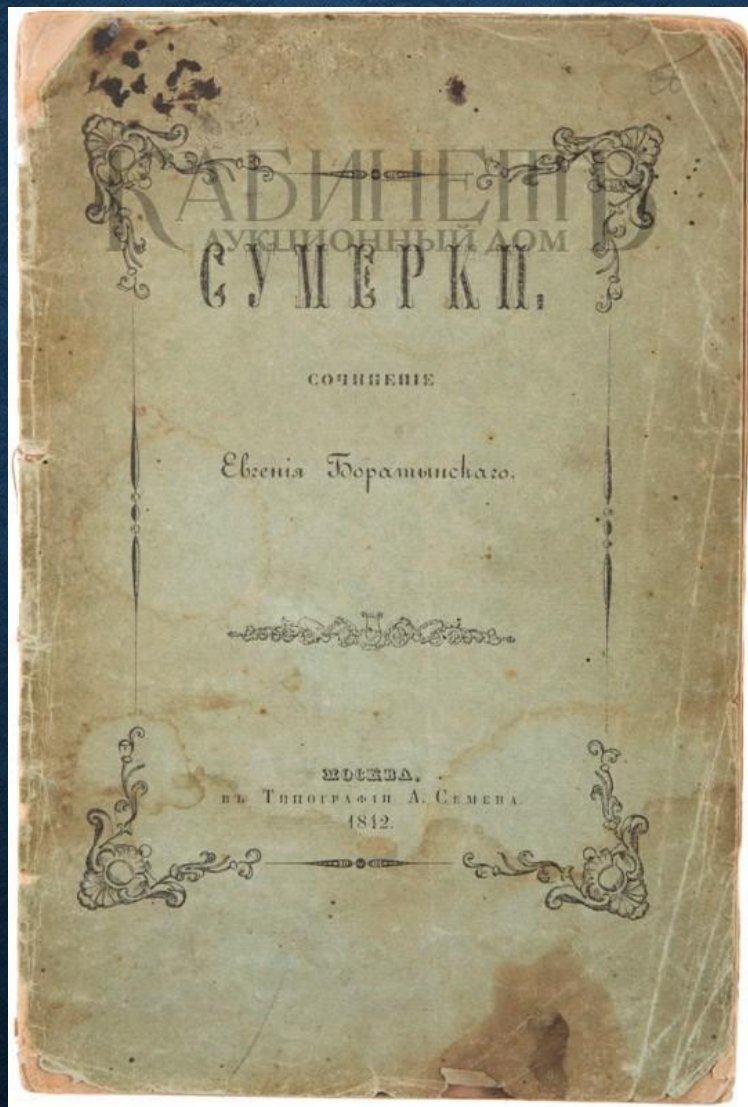 КАБИНЕТЪ
АУКЦИОННЫЙ ДОМ
СУМЕРКИ.
СОЧИНЕНІЕ
Евгенія Боратынскаго.
МОСКВА,
въ Типографіи А. Семена.
1842.